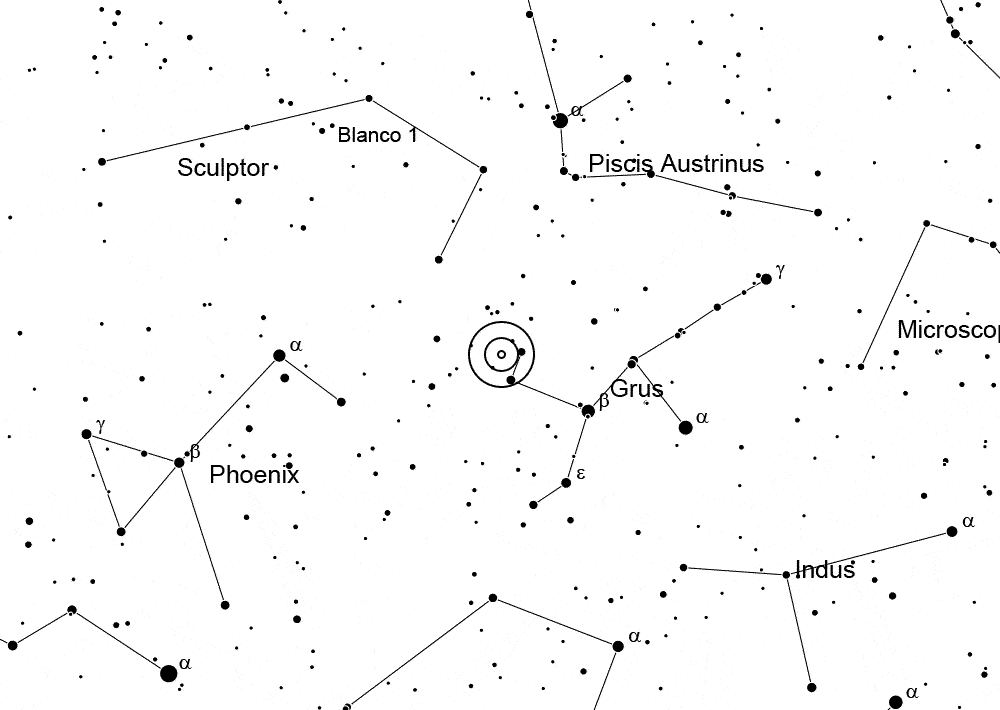 α
Blanco 1
Sculptor
Piscis Austrinus
γ
Microscop
α
Grus
β
α
γ
β
Phoenix
ε
α
Indus
α
α
α